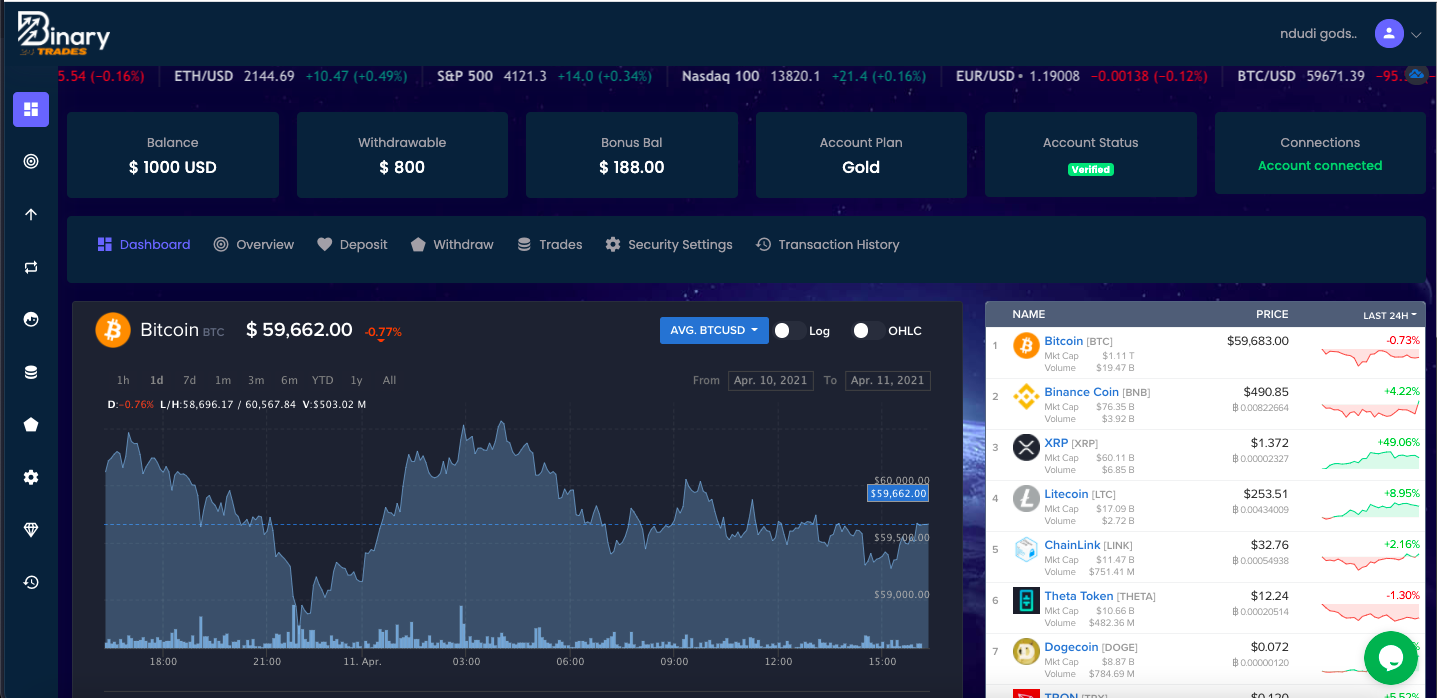 Binary
24 TRADES
ndudi gods..
5.54 (−0.16%) ETH/USD 2144.69 +10.47 (+0.49%) S&P 500 4121.3 +14.0 (+0.34%) Nasdaq 100 13820.1 +21.4 (+0.16%) EUR/USD • 1.19008 −0.00138 (−0.12%) BTC/USD 59671.39
Balance
$ 1000 USD
Withdrawable
$ 800
Bonus Bal
$ 188.00
Account Plan
Gold
Account Status
Verified
Connections
Account connected
Dashboard Overview Deposit Withdraw Trades Security Settings Transaction History
Bitcoin BTC $ 59,662.00 -0.77% AVG. BTCUSD Log OHLC
1h 1d 7d 1m 3m 6m YTD 1y All From Apr. 10, 2021 To Apr. 11, 2021
D:-0.76% L/H:58,696.17 / 60,567.84 V:$503.02 M
$60,000.00
$59,662.00
$59,500.00
$59,000.00
18:00 21:00 11. Apr. 03:00 06:00 09:00 12:00 15:00
NAME PRICE LAST 24H
1 Bitcoin [BTC] $59,683.00 -0.73%
Mkt Cap $1.11 T
Volume $19.47 B
2 Binance Coin [BNB] $490.85 +4.22%
Mkt Cap $76.35 B ฿ 0.00822664
Volume $3.92 B
3 XRP [XRP] $1.372 +49.06%
Mkt Cap $60.11 B ฿ 0.00002327
Volume $6.85 B
4 Litecoin [LTC] $253.51 +8.95%
Mkt Cap $17.09 B ฿ 0.00434009
Volume $2.72 B
5 ChainLink [LINK] $32.76 +2.16%
Mkt Cap $11.47 B ฿ 0.00054938
Volume $751.41 M
6 Theta Token [THETA] $12.24 -1.30%
Mkt Cap $10.66 B ฿ 0.00020514
Volume $482.36 M
7 Dogecoin [DOGE] $0.072
Mkt Cap $8.87 B ฿ 0.00000120
Volume $784.69 M
TRON [TRX] $0.120 +5.52%